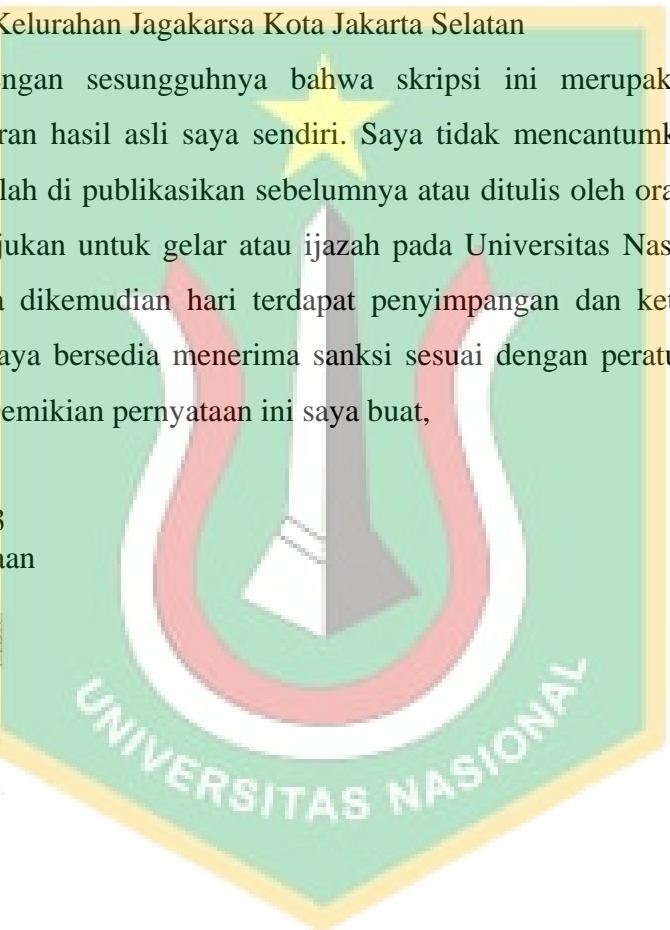 Kelurahan Jagakarsa Kota Jakarta Selatan
engan sesungguhnya bahwa skripsi ini merupak
ran hasil asli saya sendiri. Saya tidak mencantumk
lah di publikasikan sebelumnya atau ditulis oleh ora
jukan untuk gelar atau ijazah pada Universitas Nas
a dikemudian hari terdapat penyimpangan dan ket
aya bersedia menerima sanksi sesuai dengan peratu
emikian pernyataan ini saya buat,
3
aan
UNIVERSITAS NASIONAL